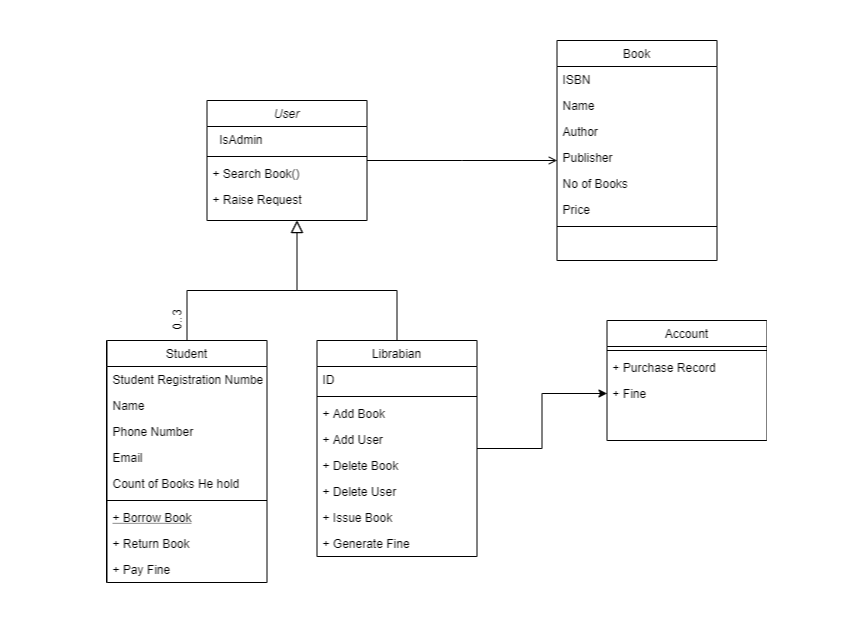 Book
ISBN
Name
Author
Publisher
No of Books
Price
User
IsAdmin
+ Search Book()
+ Raise Request
0..3
Student
Student Registration Numbe
Name
Phone Number
Email
Count of Books He hold
+ Borrow Book
+ Return Book
+ Pay Fine
Librabian
ID
+ Add Book
+ Add User
+ Delete Book
+ Delete User
+ Issue Book
+ Generate Fine
Account
+ Purchase Record
+ Fine